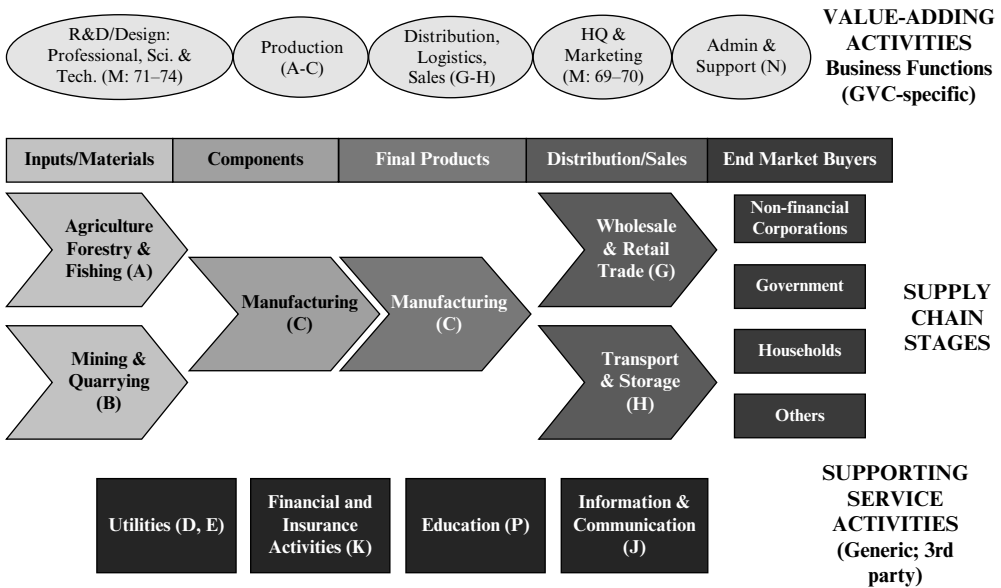 R&D/Design:
Professional, Sci. &
Tech. (M: 71–74)
Production
(A-C)
Distribution,
Logistics,
Sales (G-H)
HQ &
Marketing
(M: 69–70)
Admin &
Support (N)
VALUE-ADDING
ACTIVITIES
Business Functions
(GVC-specific)
Inputs/Materials
Components
Final Products
Distribution/Sales
End Market Buyers
Agriculture
Forestry &
Fishing (A)
Mining &
Quarrying
(B)
Manufacturing
(C)
Manufacturing
(C)
Wholesale
& Retail
Trade (G)
Transport
& Storage
(H)
Non-financial
Corporations
Government
Households
Others
SUPPLY
CHAIN
STAGES
Utilities (D, E)
Financial and
Insurance
Activities (K)
Education (P)
Information &
Communication
(J)
SUPPORTING
SERVICE
ACTIVITIES
(Generic; 3rd
party)